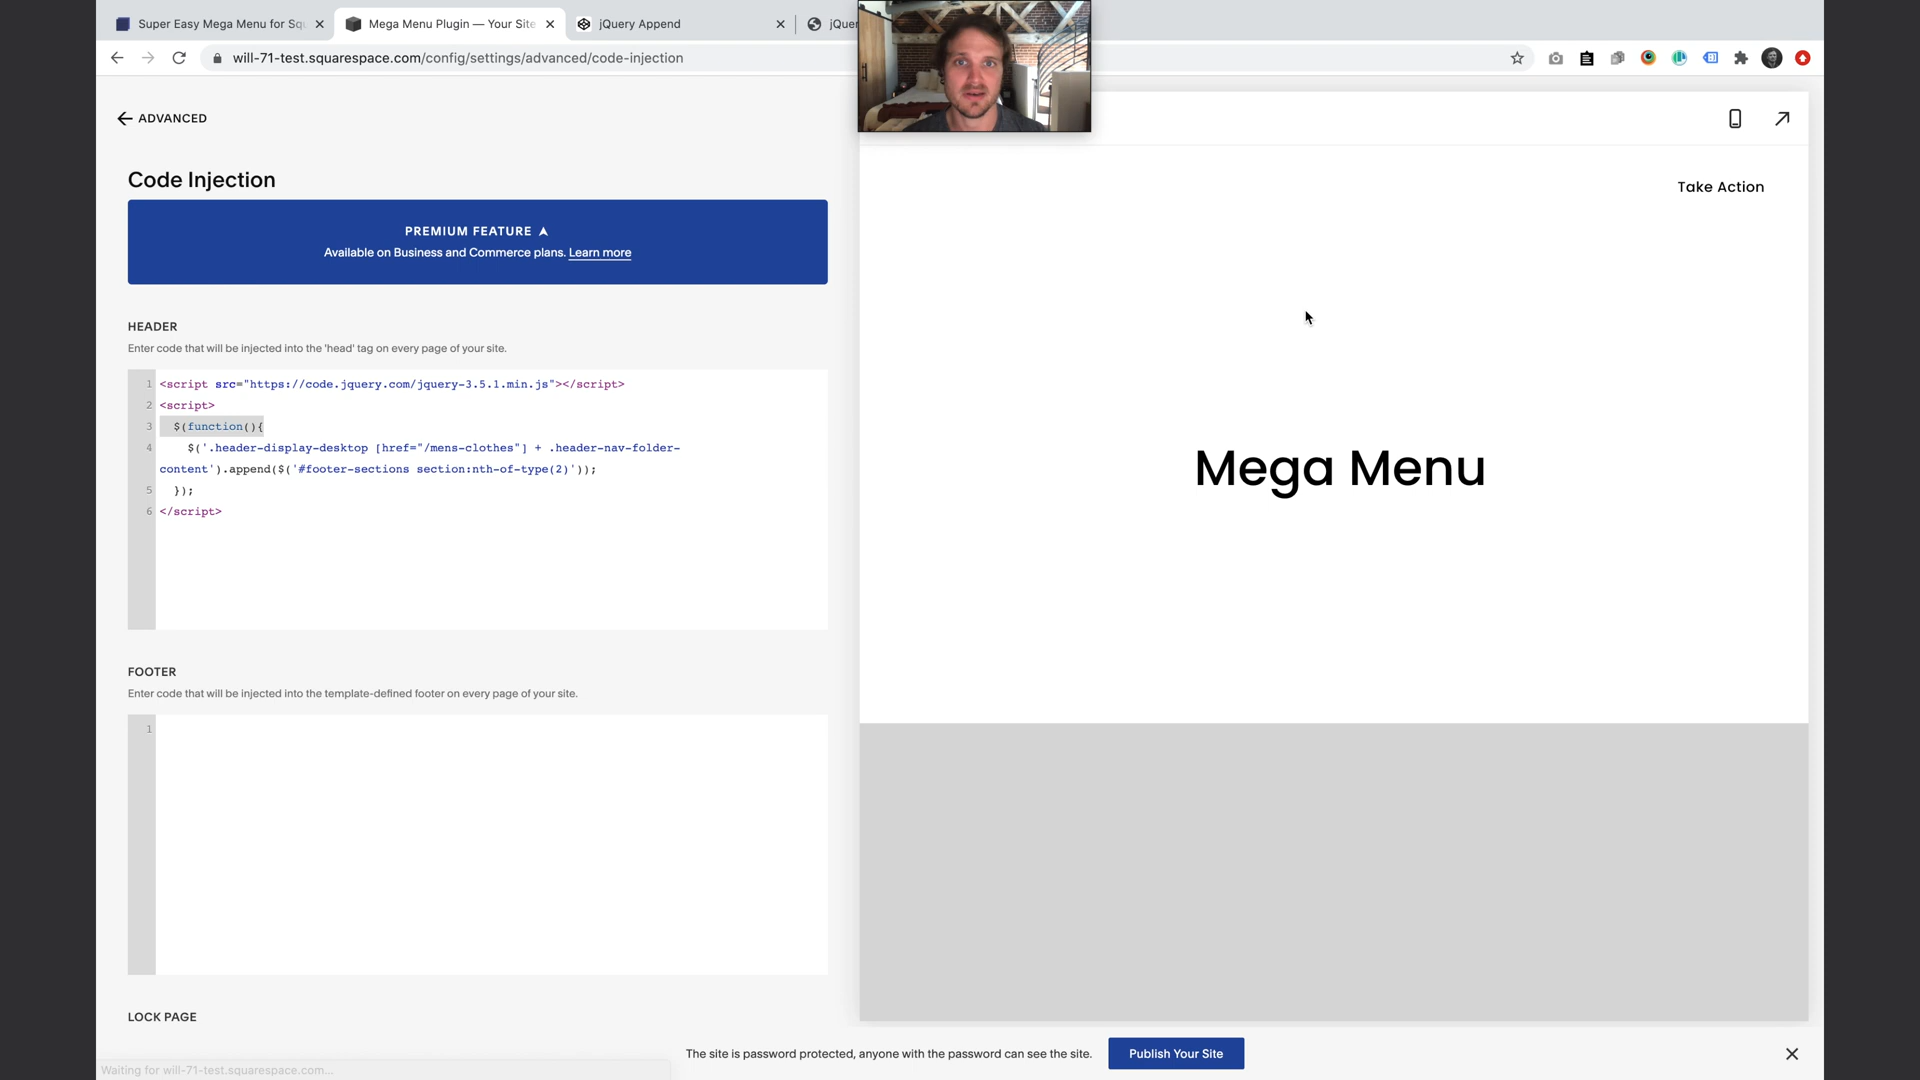 Super Easy Mega Menu for Squ
Mega Menu Plugin — Your Site
jQuery Append
jQuer
will-71-test.squarespace.com/config/settings/advanced/code-injection
ADVANCED
Code Injection
PREMIUM FEATURE
Available on Business and Commerce plans. Learn more
HEADER
Enter code that will be injected into the 'head' tag on every page of your site.
1 <script src="https://code.jquery.com/jquery-3.5.1.min.js"></script>
2 <script>
3 $(function(){
4 $('.header-display-desktop [href="/mens-clothes"] + .header-nav-folder-
content').append($('#footer-sections section:nth-of-type(2)'));
5 });
6 </script>
FOOTER
Enter code that will be injected into the template-defined footer on every page of your site.
1
LOCK PAGE
Take Action
Mega Menu
The site is password protected, anyone with the password can see the site.
Publish Your Site
Waiting for will-71-test.squarespace.com...